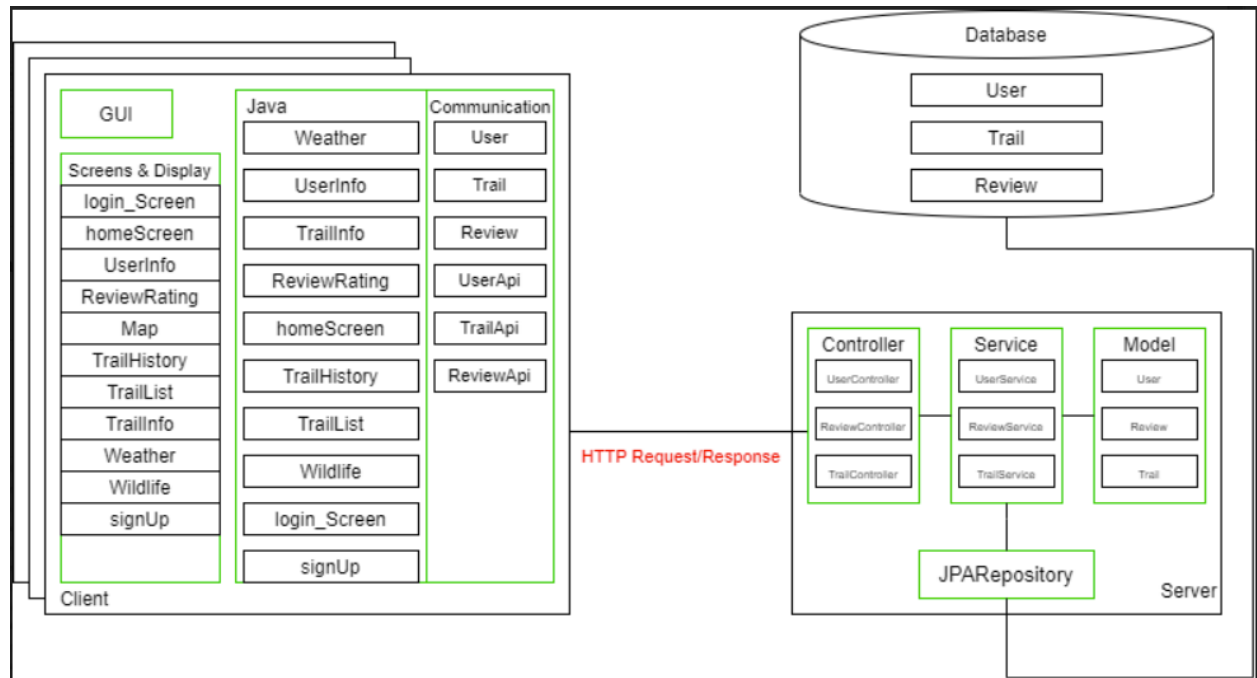 GUI
Screens & Display
login_Screen
homeScreen
UserInfo
ReviewRating
Map
TrailHistory
TrailList
TrailInfo
Weather
Wildlife
signUp
Java
Weather
UserInfo
TrailInfo
ReviewRating
homeScreen
TrailHistory
TrailList
Wildlife
login_Screen
signUp
Communication
User
Trail
Review
UserApi
TrailApi
ReviewApi
Client
HTTP Request/Response
Database
User
Trail
Review
Controller
UserController
ReviewController
TrailController
Service
UserService
ReviewService
TrailService
Model
User
Review
Trail
JPARepository
Server